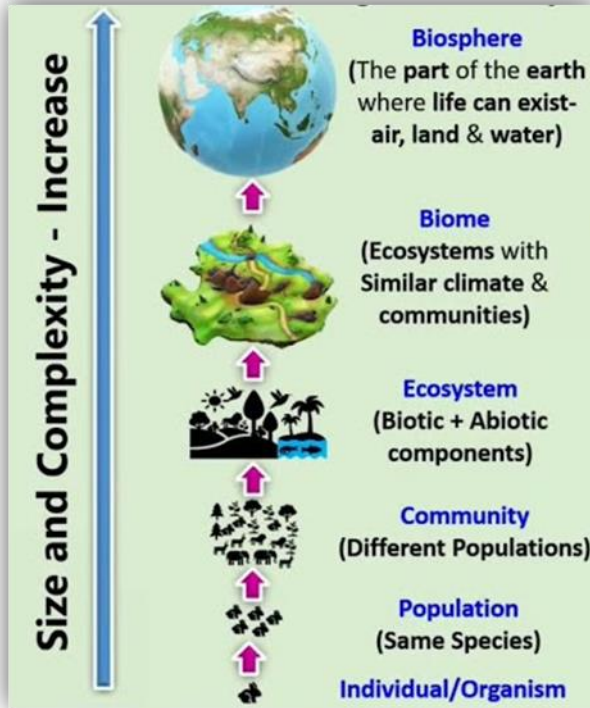 Size and Complexity - Increase
Biosphere
(The part of the earth
where life can exist-
air, land & water)
Biome
(Ecosystems with
Similar climate &
communities)
Ecosystem
(Biotic + Abiotic
components)
Community
(Different Populations)
Population
(Same Species)
Individual/Organism